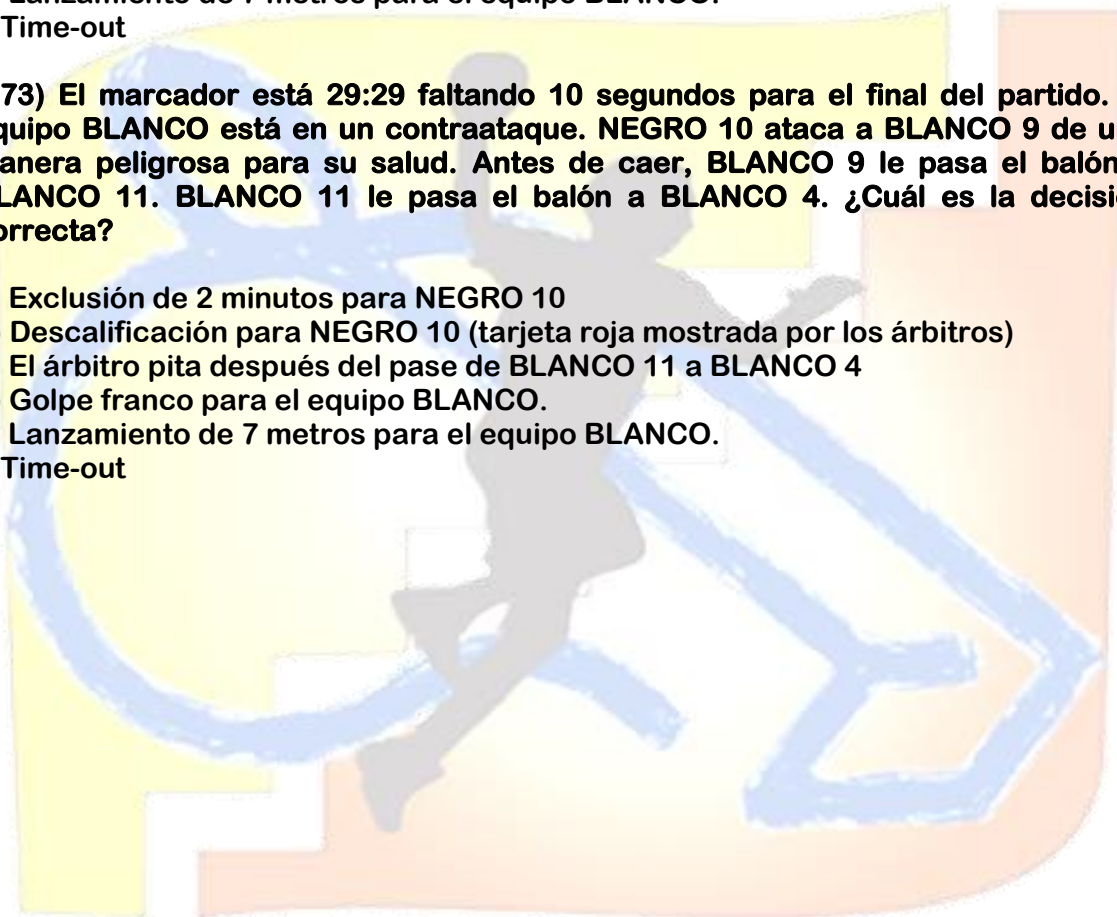 Lanzamiento de 7 metros para el equipo BLANCO.
Time-out
73) El marcador está 29:29 faltando 10 segundos para el final del partido.
quipo BLANCO está en un contraataque. NEGRO 10 ataca a BLANCO 9 de u
anera peligrosa para su salud. Antes de caer, BLANCO 9 le pasa el balón
LANCO 11. BLANCO 11 le pasa el balón a BLANCO 4. ¿Cuál es la decisi
orrecta?
Exclusión de 2 minutos para NEGRO 10
Descalificación para NEGRO 10 (tarjeta roja mostrada por los árbitros)
El árbitro pita después del pase de BLANCO 11 a BLANCO 4
Golpe franco para el equipo BLANCO.
Lanzamiento de 7 metros para el equipo BLANCO.
Time-out